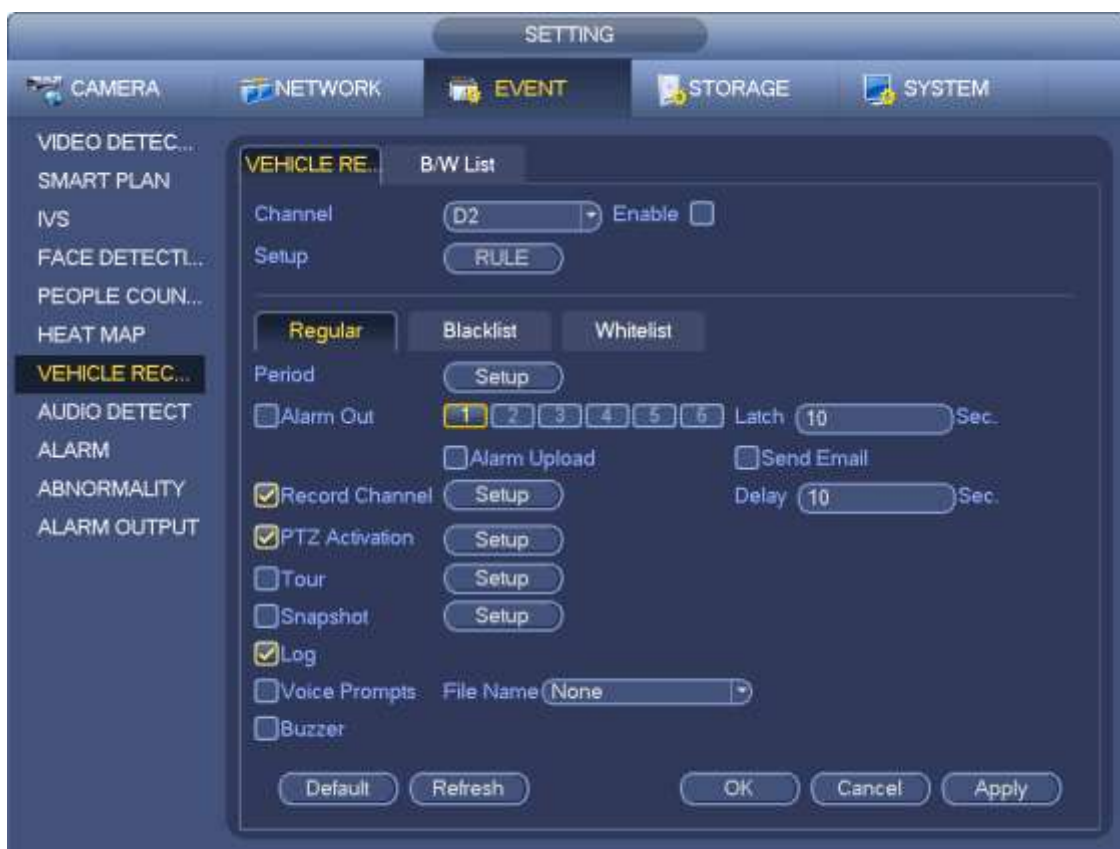 SETTING
CAMERA NETWORK EVENT STORAGE SYSTEM
VIDEO DETEC...
SMART PLAN
IVS
FACE DETECTI...
PEOPLE COUN...
HEAT MAP
VEHICLE REC...
AUDIO DETECT
ALARM
ABNORMALITY
ALARM OUTPUT
VEHICLE RE... B/W List
Channel D2 Enable
Setup RULE
Regular Blacklist Whitelist
Period Setup
Alarm Out 1 2 3 4 5 6 Latch 10 Sec.
Alarm Upload Send Email
Record Channel Setup Delay 10 Sec.
PTZ Activation Setup
Tour Setup
Snapshot Setup
Log
Voice Prompts File Name None
Buzzer
Default Refresh OK Cancel Apply